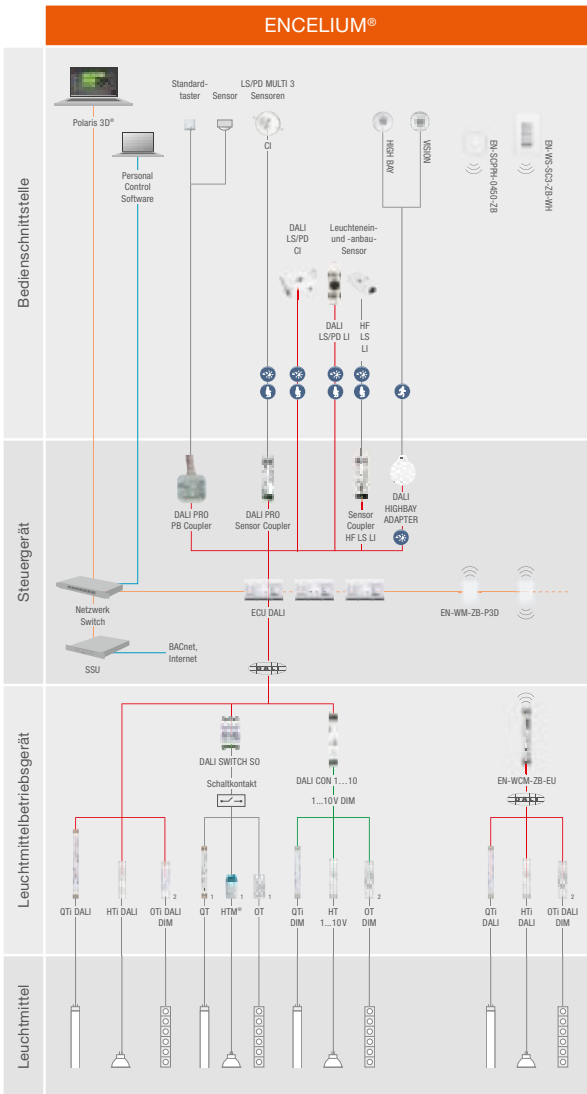 ENCELIUM®
Bedienschnittstelle
Polaris 3D®
Personal
Control
Software
Standard-
taster
Sensor
LS/PD MULTI 3
Sensoren
CI
HIGH BAY
VISION
EN-SCPPH-0450-ZB
EN-WS-SC3-ZB-WH
DALI
LS/PD
CI
Leuchtenein-
und -anbau-
Sensor
DALI
LS/PD LI
HF
LS
LI
Steuergerät
DALI PRO
PB Coupler
DALI PRO
Sensor Coupler
Sensor
Coupler
HF LS LI
DALI
HIGHBAY
ADAPTER
Netzwerk
Switch
ECU DALI
EN-WM-ZB-P3D
SSU
BACnet,
Internet
DALI
Leuchtmittelbetriebsgerät
DALI SWITCH SO
Schaltkontakt
DALI CON 1...10
1...10 V DIM
EN-WCM-ZB-EU
DALI
QTi DALI
HTi DALI
2
OTi DALI
DIM
1
QT
1
HTM®
1
OT
QTi
DIM
HT
1...10 V
2
OT
DIM
QTi
DALI
HTi
DALI
2
OTi DALI
DIM
Leuchtmittel